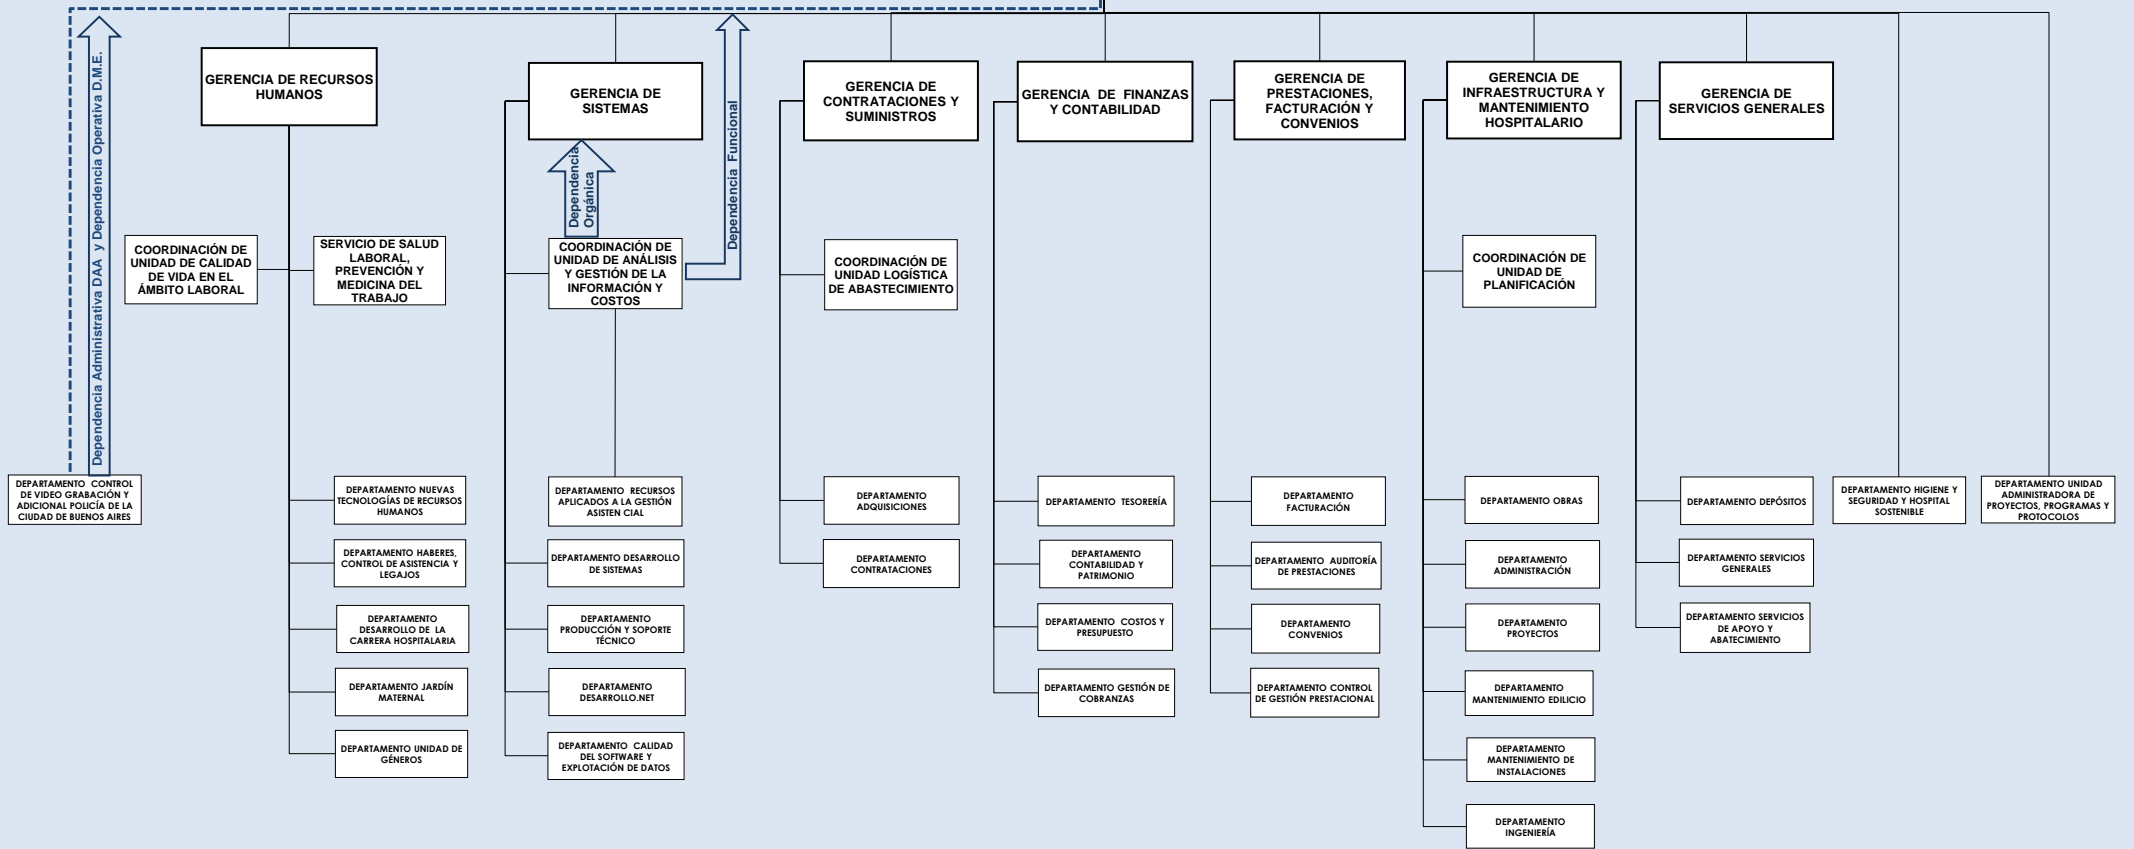 Dependencia Administrativa DAA y Dependencia Operativa D.M.E.
GERENCIA DE RECURSOS
HUMANOS
GERENCIA DE
SISTEMAS
Dependencia Funcional
GERENCIA DE
CONTRATACIONES Y
SUMINISTROS
GERENCIA DE FINANZAS
Y CONTABILIDAD
GERENCIA DE
PRESTACIONES,
FACTURACIÓN Y
CONVENIOS
GERENCIA DE
INFRAESTRUCTURA Y
MANTENIMIENTO
HOSPITALARIO
GERENCIA DE
SERVICIOS GENERALES
Dependencia
Orgánica
COORDINACIÓN DE
UNIDAD DE CALIDAD
DE VIDA EN EL
ÁMBITO LABORAL
SERVICIO DE SALUD
LABORAL,
PREVENCIÓN Y
MEDICINA DEL
TRABAJO
COORDINACIÓN DE
UNIDAD DE ANÁLISIS
Y GESTIÓN DE LA
INFORMACIÓN Y
COSTOS
COORDINACIÓN DE
UNIDAD LOGÍSTICA
DE ABASTECIMIENTO
COORDINACIÓN DE
UNIDAD DE
PLANIFICACIÓN
DEPARTAMENTO CONTROL
DE VIDEO GRABACIÓN Y
ADICIONAL POLICÍA DE LA
CIUDAD DE BUENOS AIRES
DEPARTAMENTO NUEVAS
TECNOLOGÍAS DE RECURSOS
HUMANOS
DEPARTAMENTO RECURSOS
APLICADOS A LA GESTIÓN
ASISTEN CIAL
DEPARTAMENTO
ADQUISICIONES
DEPARTAMENTO TESORERÍA
DEPARTAMENTO
FACTURACIÓN
DEPARTAMENTO OBRAS
DEPARTAMENTO DEPÓSITOS
DEPARTAMENTO HIGIENE Y
SEGURIDAD Y HOSPITAL
SOSTENIBLE
DEPARTAMENTO UNIDAD
ADMINISTRADORA DE
PROYECTOS, PROGRAMAS Y
PROTOCOLOS
DEPARTAMENTO HABERES,
CONTROL DE ASISTENCIA Y
LEGAJOS
DEPARTAMENTO DESARROLLO
DE SISTEMAS
DEPARTAMENTO
CONTRATACIONES
DEPARTAMENTO
CONTABILIDAD Y
PATRIMONIO
DEPARTAMENTO AUDITORÍA
DE PRESTACIONES
DEPARTAMENTO
ADMINISTRACIÓN
DEPARTAMENTO SERVICIOS
GENERALES
DEPARTAMENTO
DESARROLLO DE LA
CARRERA HOSPITALARIA
DEPARTAMENTO
PRODUCCIÓN Y SOPORTE
TÉCNICO
DEPARTAMENTO COSTOS Y
PRESUPUESTO
DEPARTAMENTO
CONVENIOS
DEPARTAMENTO
PROYECTOS
DEPARTAMENTO SERVICIOS
DE APOYO Y
ABATECIMIENTO
DEPARTAMENTO JARDÍN
MATERNAL
DEPARTAMENTO
DESARROLLO.NET
DEPARTAMENTO GESTIÓN DE
COBRANZAS
DEPARTAMENTO CONTROL
DE GESTIÓN PRESTACIONAL
DEPARTAMENTO
MANTENIMIENTO EDILICIO
DEPARTAMENTO UNIDAD DE
GÉNEROS
DEPARTAMENTO CALIDAD
DEL SOFTWARE Y
EXPLOTACIÓN DE DATOS
DEPARTAMENTO
MANTENIMIENTO DE
INSTALACIONES
DEPARTAMENTO
INGENIERÍA